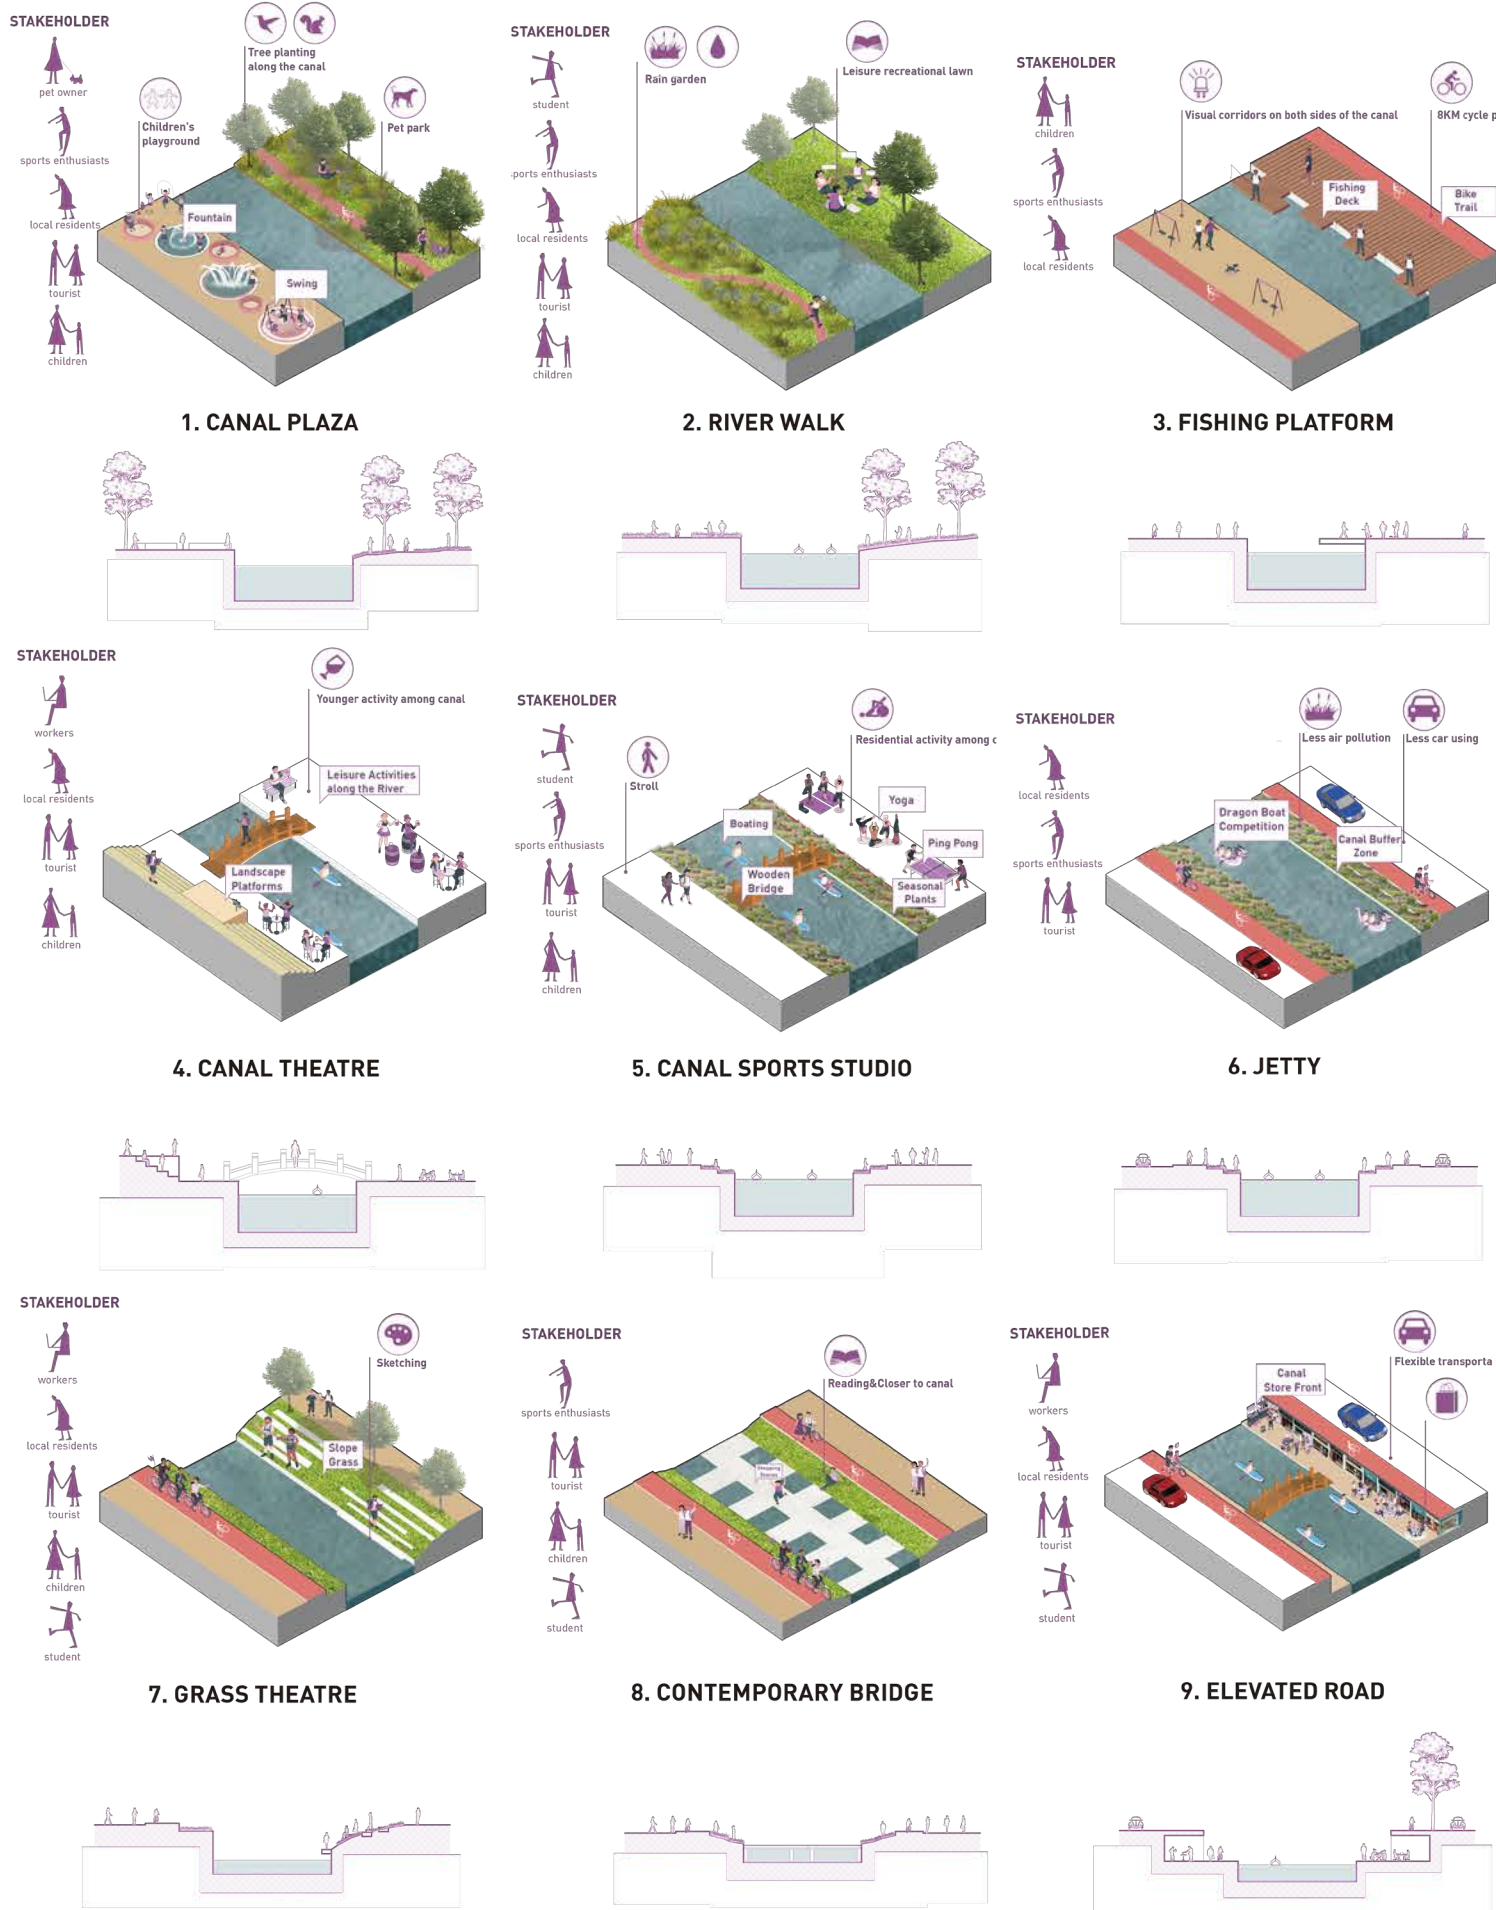 STAKEHOLDER
pet owner
sports enthusiasts
local residents
tourist
children
Tree planting
along the canal
Children's
playground
Pet park
Fountain
Swing
1. CANAL PLAZA
STAKEHOLDER
student
ports enthusiasts
local residents
tourist
children
Rain garden
Leisure recreational lawn
2. RIVER WALK
STAKEHOLDER
children
sports enthusiasts
local residents
Visual corridors on both sides of the canal
8KM cycle p
Fishing
Deck
Bike
Trail
3. FISHING PLATFORM
STAKEHOLDER
workers
local residents
tourist
children
Younger activity among canal
Leisure Activities
along the River
Landscape
Platforms
4. CANAL THEATRE
STAKEHOLDER
student
sports enthusiasts
tourist
children
Stroll
Residential activity among c
Yoga
Boating
Ping Pong
Wooden
Bridge
Seasonal
Plants
5. CANAL SPORTS STUDIO
STAKEHOLDER
local residents
sports enthusiasts
tourist
Less air pollution
Less car using
Dragon Boat
Competition
Canal Buffer
Zone
6. JETTY
STAKEHOLDER
workers
local residents
tourist
children
student
Sketching
Slope
Grass
7. GRASS THEATRE
STAKEHOLDER
sports enthusiasts
tourist
children
student
Reading&Closer to canal
Stepping
Stones
8. CONTEMPORARY BRIDGE
STAKEHOLDER
workers
local residents
tourist
student
Flexible transporta
Canal
Store Front
9. ELEVATED ROAD